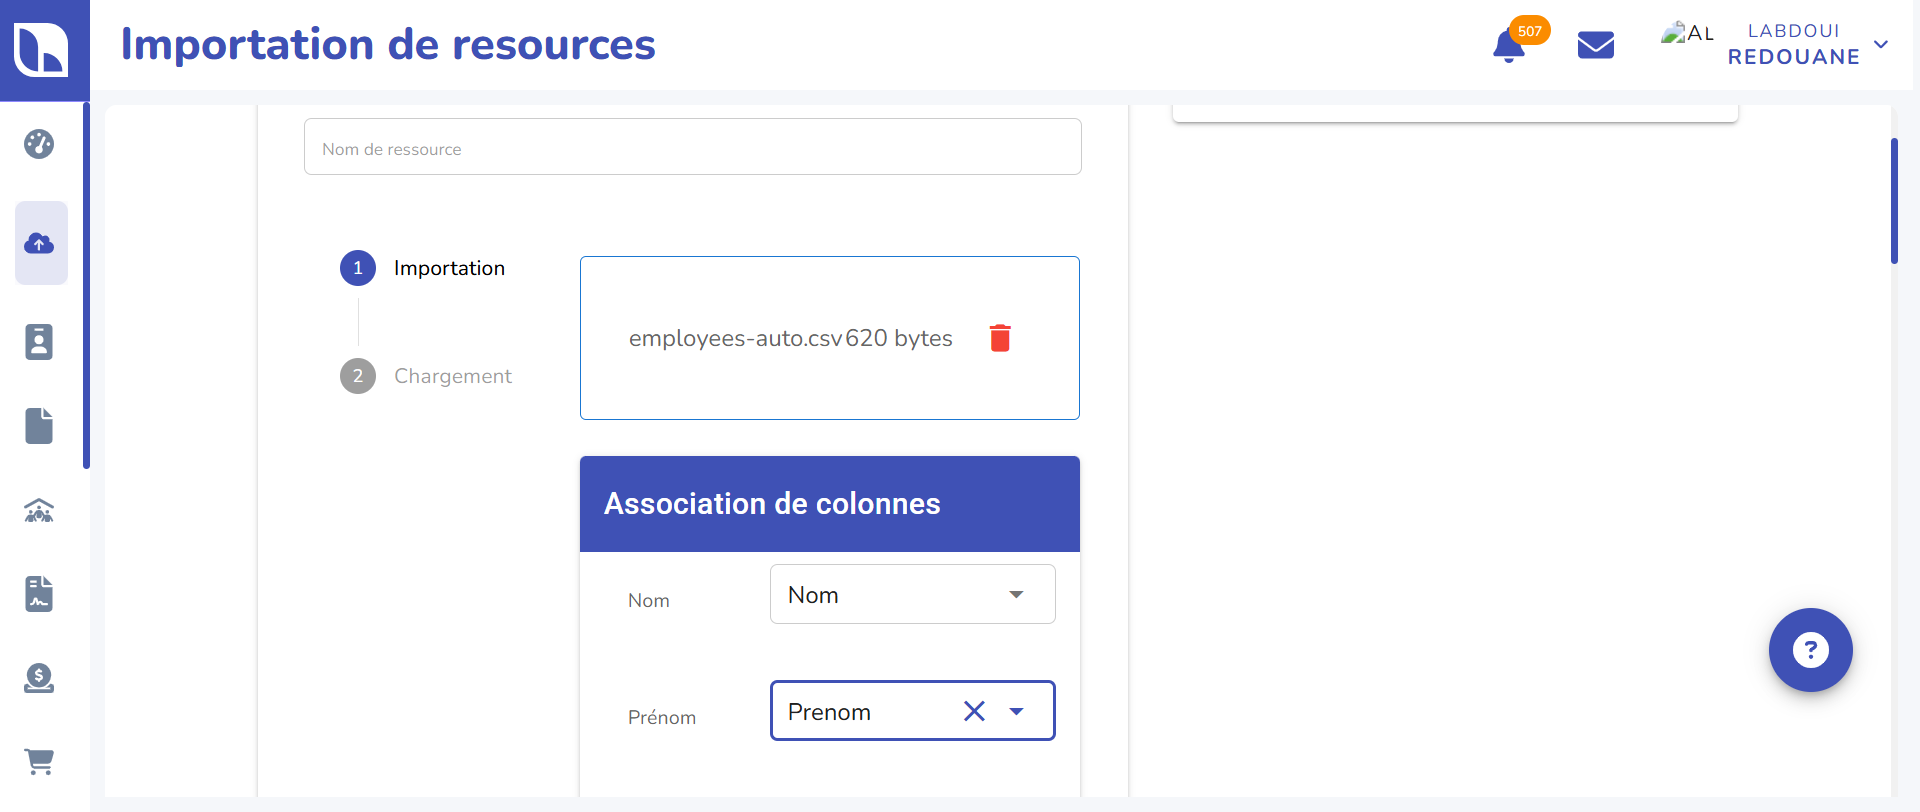 Importation de resources
507
AL
LABDOUI
REDOUANE
Nom de ressource
1 Importation
employees-auto.csv 620 bytes
2 Chargement
Association de colonnes
Nom Nom
Prénom Prenom